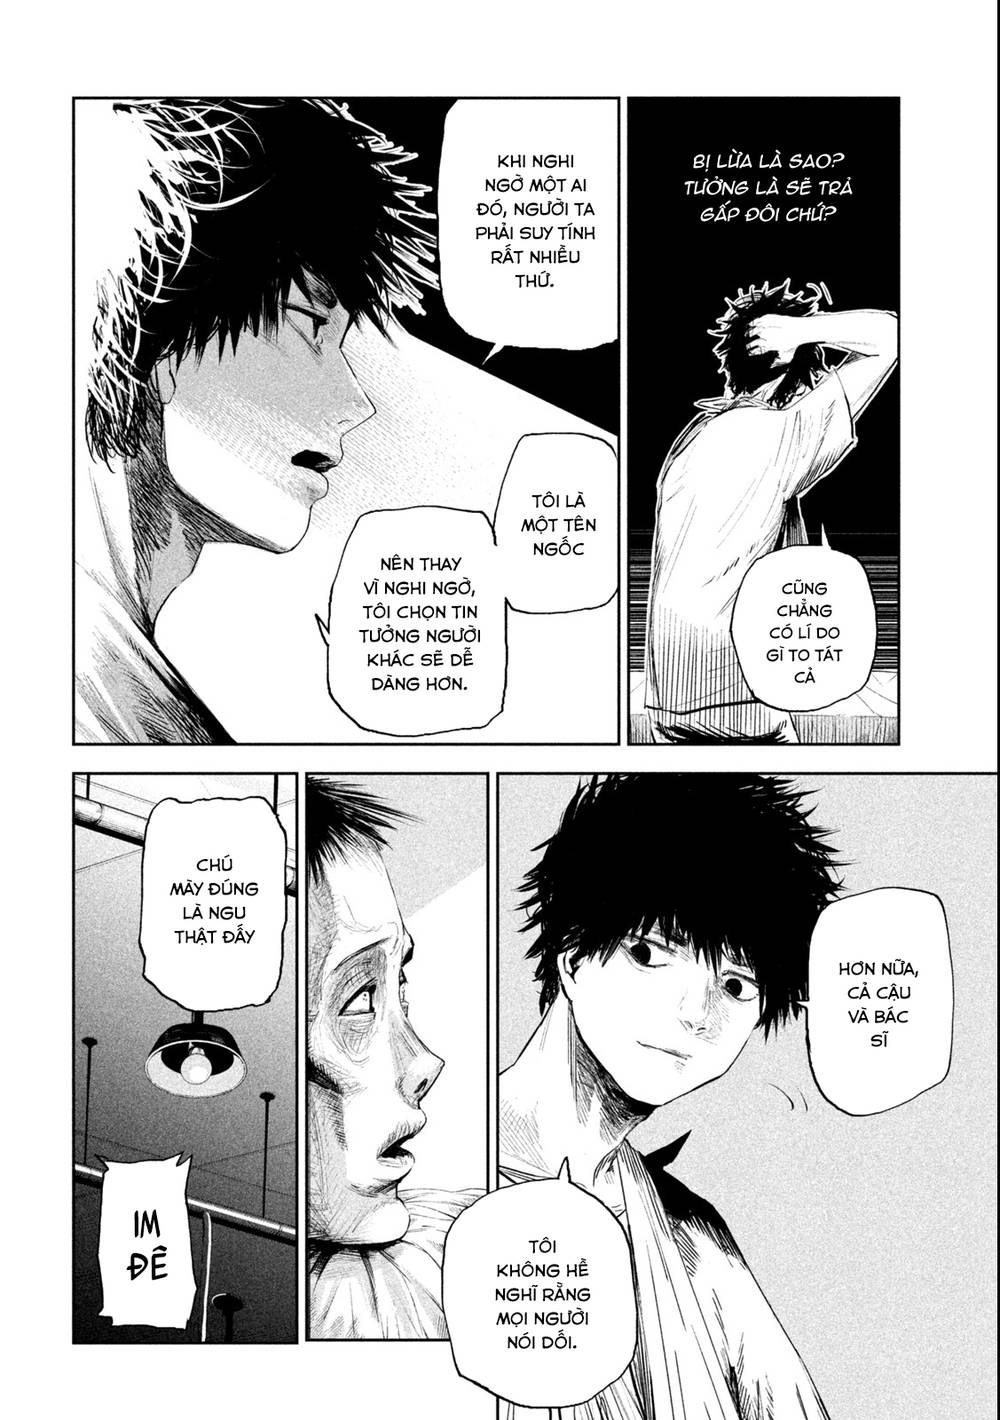 BỊ LỪA LÀ SAO?
TƯỞNG LÀ SẼ TRẢ
GẤP ĐÔI CHỨ?
CŨNG
CHẲNG
CÓ LÍ DO
GÌ TO TÁT
CẢ
KHI NGHI
NGỜ MỘT AI
ĐÓ, NGƯỜI TA
PHẢI SUY TÍNH
RẤT NHIỀU
THỨ.
TÔI LÀ
MỘT TÊN
NGỐC
NÊN THAY
VÌ NGHI NGỜ,
TÔI CHỌN TIN
TƯỞNG NGƯỜI
KHÁC SẼ DỄ
DÀNG HƠN.
HƠN NỮA,
CẢ CẬU
VÀ BÁC
SĨ
TÔI
KHÔNG HỀ
NGHĨ RẰNG
MỌI NGƯỜI
NÓI DỐI.
CHÚ
MÀY ĐÚNG
LÀ NGU
THẬT ĐẤY
IM
ĐÊ